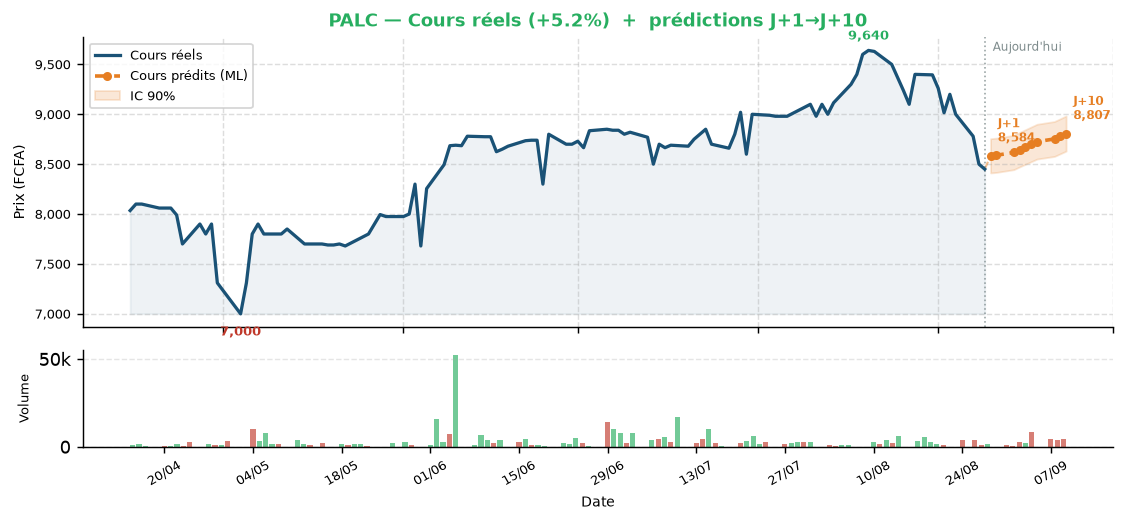 PALC — Cours réels (+5.2%) + prédictions J+1→J+10
9,640
Aujourd'hui
Cours réels
Cours prédits (ML)
IC 90%
J+10
8,807
J+1
8,584
Prix (FCFA)
9,500
9,000
8,500
8,000
7,500
7,000
7,000
Volume
50k
0
20/04
04/05
18/05
01/06
15/06
29/06
13/07
27/07
10/08
24/08
07/09
Date